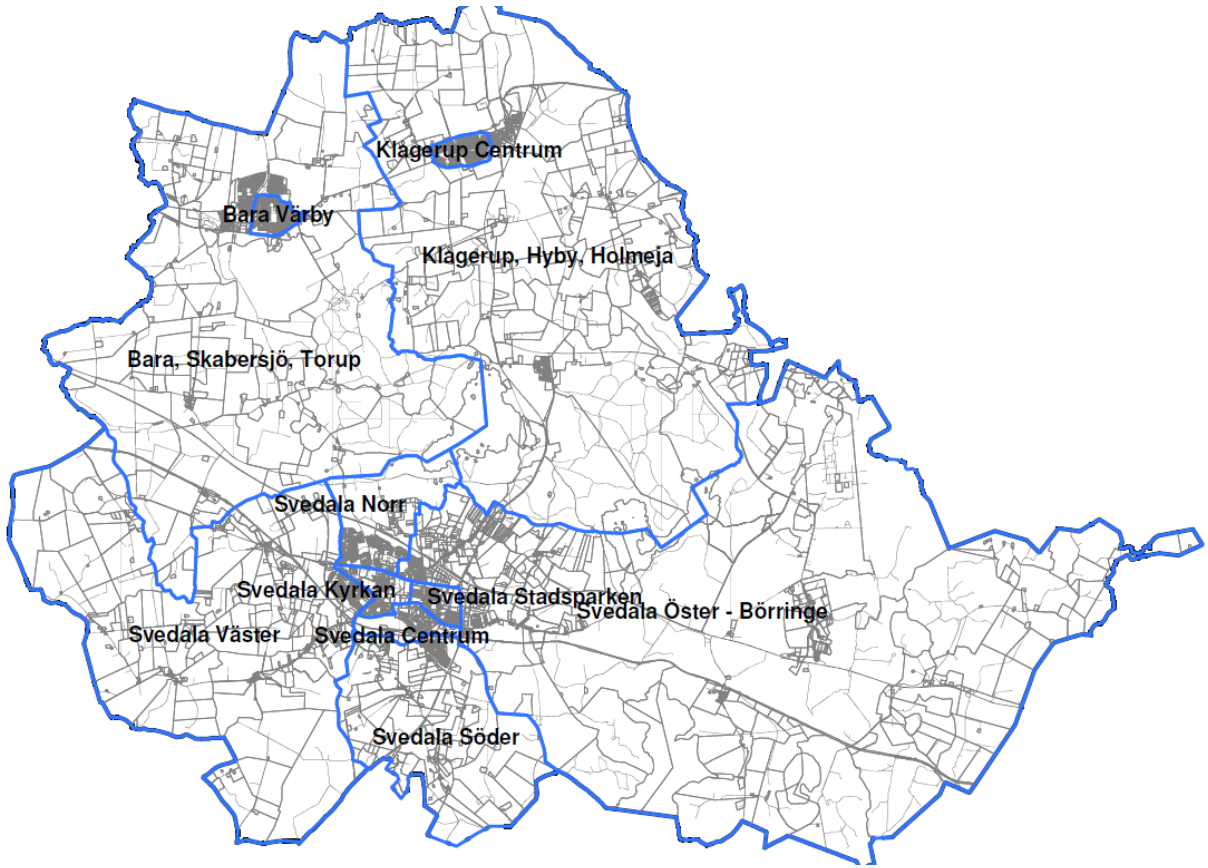 Klågerup Centrum
Bara Värby
Klågerup, Hyby, Holmeja
Bara, Skabersjö, Torup
Svedala Norr
Svedala Kyrkan
Svedala Stadsparken
Svedala Öster - Börringe
Svedala Väster
Svedala Centrum
Svedala Söder